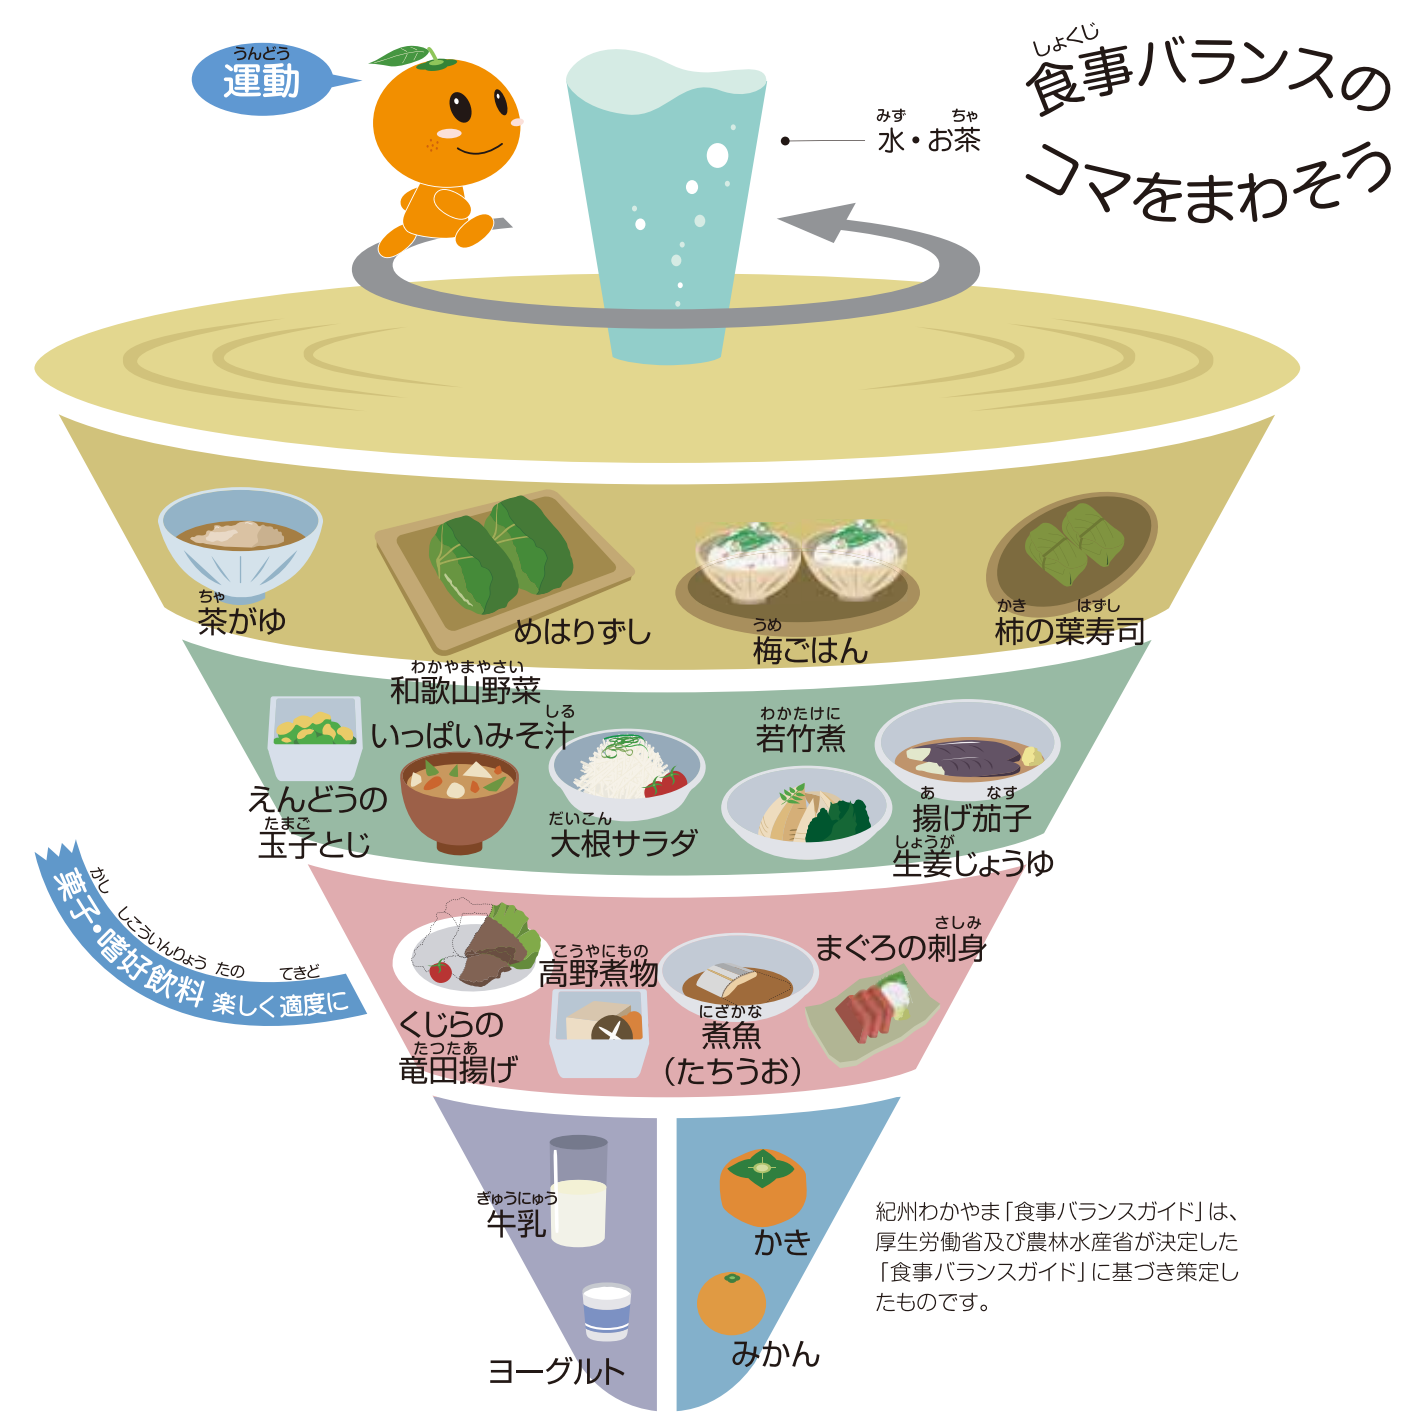 しょくじ
食事バランスの
コマをまわそう
うんどう
運動
みず ちゃ
水・お茶
ちゃ
茶がゆ
めはりずし
うめ
梅ごはん
かき はずし
柿の葉寿司
わかやまやさい
和歌山野菜
しる
いっぱいみそ汁
えんどうの
たまご
玉子とじ
だいこん
大根サラダ
わかたけに
若竹煮
あ なす
揚げ茄子
しょうが
生姜じょうゆ
かし しこういんりょう たの てきど
菓子・嗜好飲料 楽しく適度に
くじらの
たつたあ
竜田揚げ
こうやにもの
高野煮物
にざかな
煮魚
(たちうお)
さしみ
まぐろの刺身
ぎゅうにゅう
牛乳
ヨーグルト
かき
みかん
紀州わかやま「食事バランスガイド」は、
厚生労働省及び農林水産省が決定した
「食事バランスガイド」に基づき策定し
たものです。